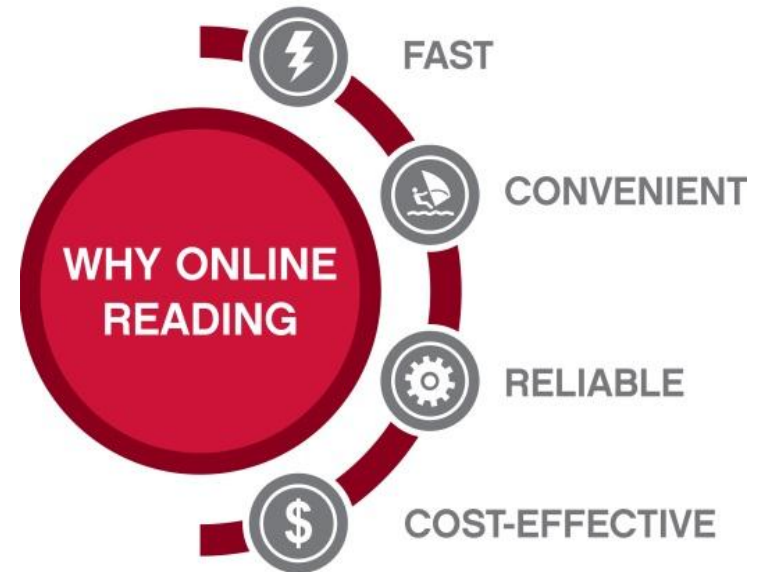 WHY ONLINE
READING
FAST
CONVENIENT
RELIABLE
$
COST-EFFECTIVE